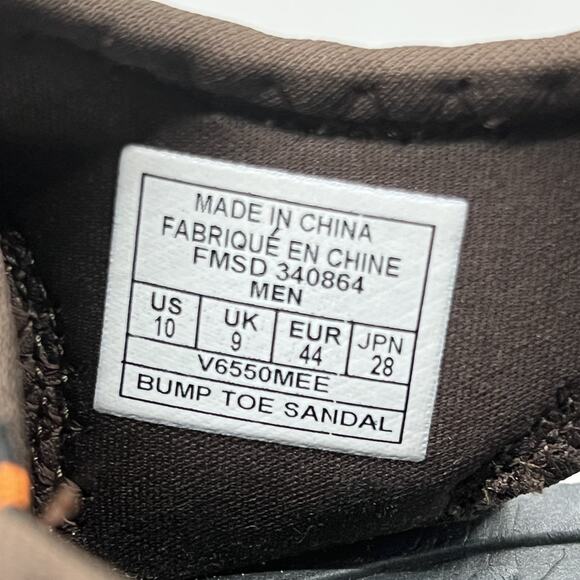 MADE IN CHINA
FABRIQUÉ EN CHINE
FMSD 340864
MEN
US UK EUR JPN
10 9 44 28
V6550MEE
BUMP TOE SANDAL